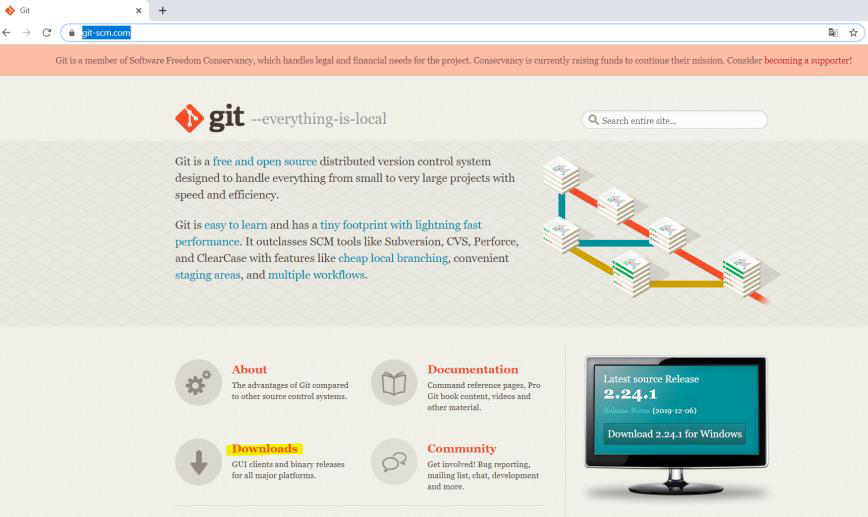 Git
git-scm.com
Git is a member of Software Freedom Conservancy, which handles legal and financial needs for the project. Conservancy is currently raising funds to continue their mission. Consider becoming a supporter!
git --everything-is-local
Search entire site...
Git is a free and open source distributed version control system
designed to handle everything from small to very large projects with
speed and efficiency.
Git is easy to learn and has a tiny footprint with lightning fast
performance. It outclasses SCM tools like Subversion, CVS, Perforce,
and ClearCase with features like cheap local branching, convenient
staging areas, and multiple workflows.
About
The advantages of Git compared
to other source control systems.
Documentation
Command reference pages, Pro
Git book content, videos and
other material.
Downloads
GUI clients and binary releases
for all major platforms.
Community
Get involved! Bug reporting,
mailing list, chat, development
and more.
Latest source Release
2.24.1
Release Notes (2019-12-06)
Download 2.24.1 for Windows